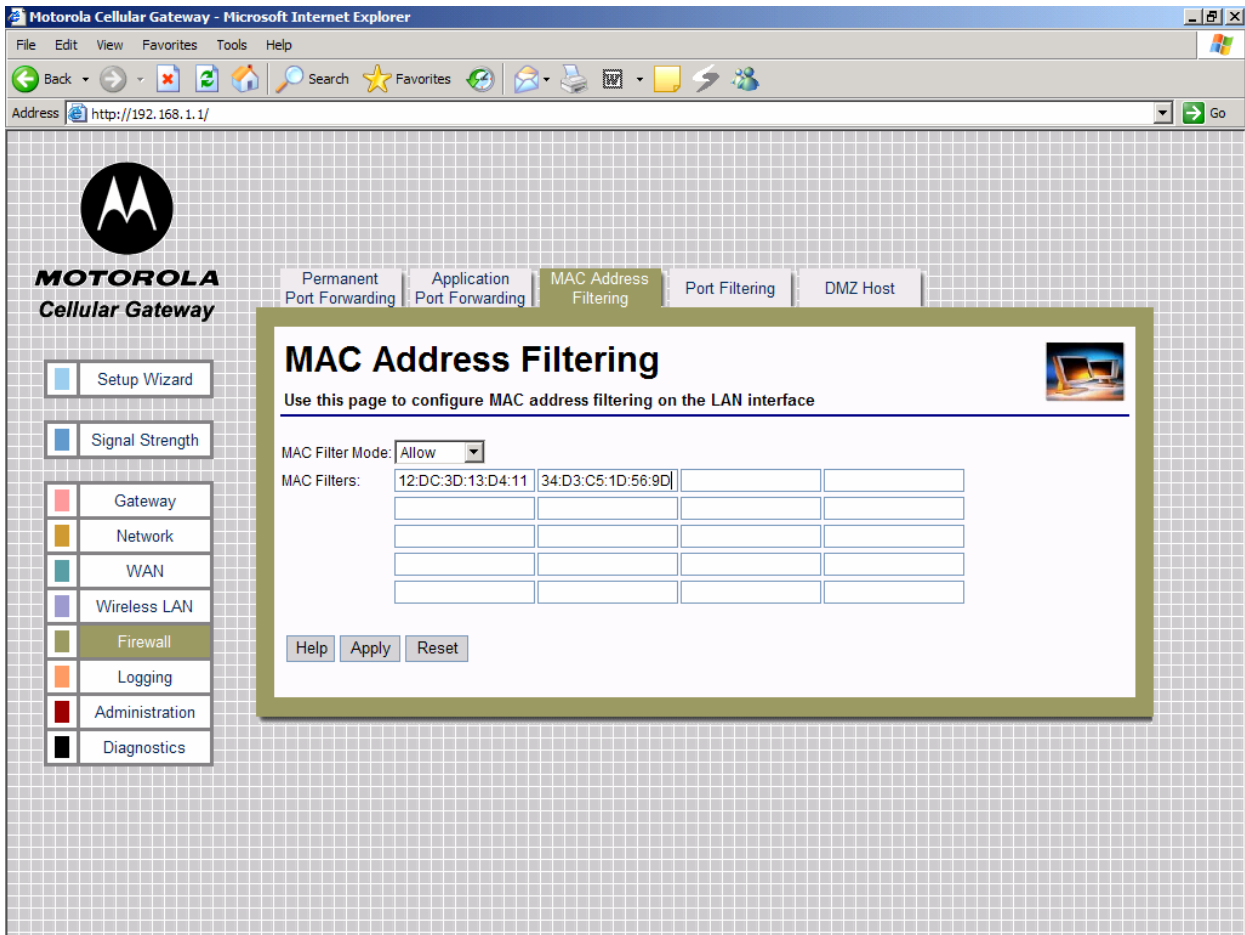 Motorola Cellular Gateway - Microsoft Internet Explorer
File Edit View Favorites Tools Help
Back Search Favorites
Address http://192.168.1.1/ Go
MOTOROLA
Cellular Gateway
Permanent Port Forwarding
Application Port Forwarding
MAC Address Filtering
Port Filtering
DMZ Host
Setup Wizard
Signal Strength
Gateway
Network
WAN
Wireless LAN
Firewall
Logging
Administration
Diagnostics
MAC Address Filtering
Use this page to configure MAC address filtering on the LAN interface
MAC Filter Mode: Allow
MAC Filters: 12:DC:3D:13:D4:11 34:D3:C5:1D:56:9D
Help Apply Reset